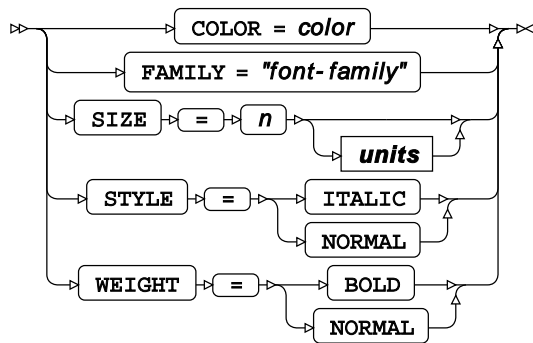 COLOR = color
FAMILY = "font-family"
SIZE = n
units
STYLE = ITALIC
NORMAL
WEIGHT = BOLD
NORMAL